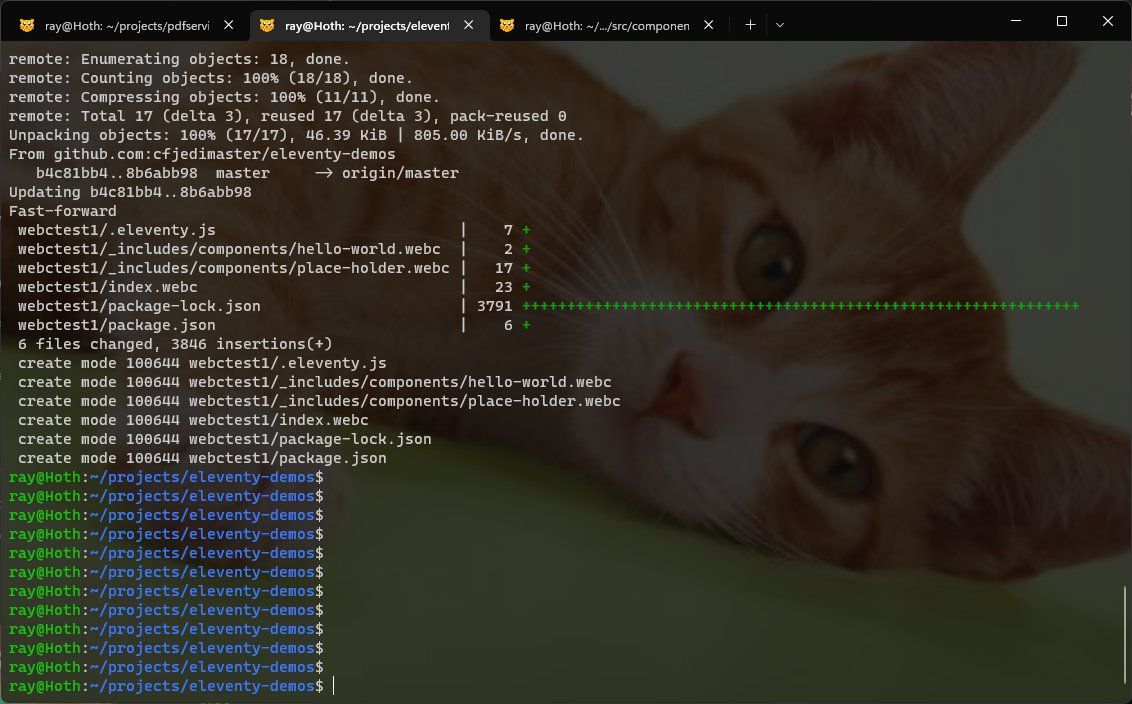 ray@Hoth: ~/projects/pdfservi
ray@Hoth: ~/projects/elevent
ray@Hoth: ~/.../src/componen
remote: Enumerating objects: 18, done.
remote: Counting objects: 100% (18/18), done.
remote: Compressing objects: 100% (11/11), done.
remote: Total 17 (delta 3), reused 17 (delta 3), pack-reused 0
Unpacking objects: 100% (17/17), 46.39 KiB | 805.00 KiB/s, done.
From github.com:cfjedimaster/eleventy-demos
   b4c81bb4..8b6abb98  master     -> origin/master
Updating b4c81bb4..8b6abb98
Fast-forward
 webctest1/.eleventy.js                           |    7 +
 webctest1/_includes/components/hello-world.webc  |    2 +
 webctest1/_includes/components/place-holder.webc |   17 +
 webctest1/index.webc                             |   23 +
 webctest1/package-lock.json                      | 3791 ++++++++++++++++++++++++++++++++++++++++++++++++++++++++++++++
 webctest1/package.json                           |    6 +
 6 files changed, 3846 insertions(+)
 create mode 100644 webctest1/.eleventy.js
 create mode 100644 webctest1/_includes/components/hello-world.webc
 create mode 100644 webctest1/_includes/components/place-holder.webc
 create mode 100644 webctest1/index.webc
 create mode 100644 webctest1/package-lock.json
 create mode 100644 webctest1/package.json
ray@Hoth:~/projects/eleventy-demos$
ray@Hoth:~/projects/eleventy-demos$
ray@Hoth:~/projects/eleventy-demos$
ray@Hoth:~/projects/eleventy-demos$
ray@Hoth:~/projects/eleventy-demos$
ray@Hoth:~/projects/eleventy-demos$
ray@Hoth:~/projects/eleventy-demos$
ray@Hoth:~/projects/eleventy-demos$
ray@Hoth:~/projects/eleventy-demos$
ray@Hoth:~/projects/eleventy-demos$
ray@Hoth:~/projects/eleventy-demos$
ray@Hoth:~/projects/eleventy-demos$